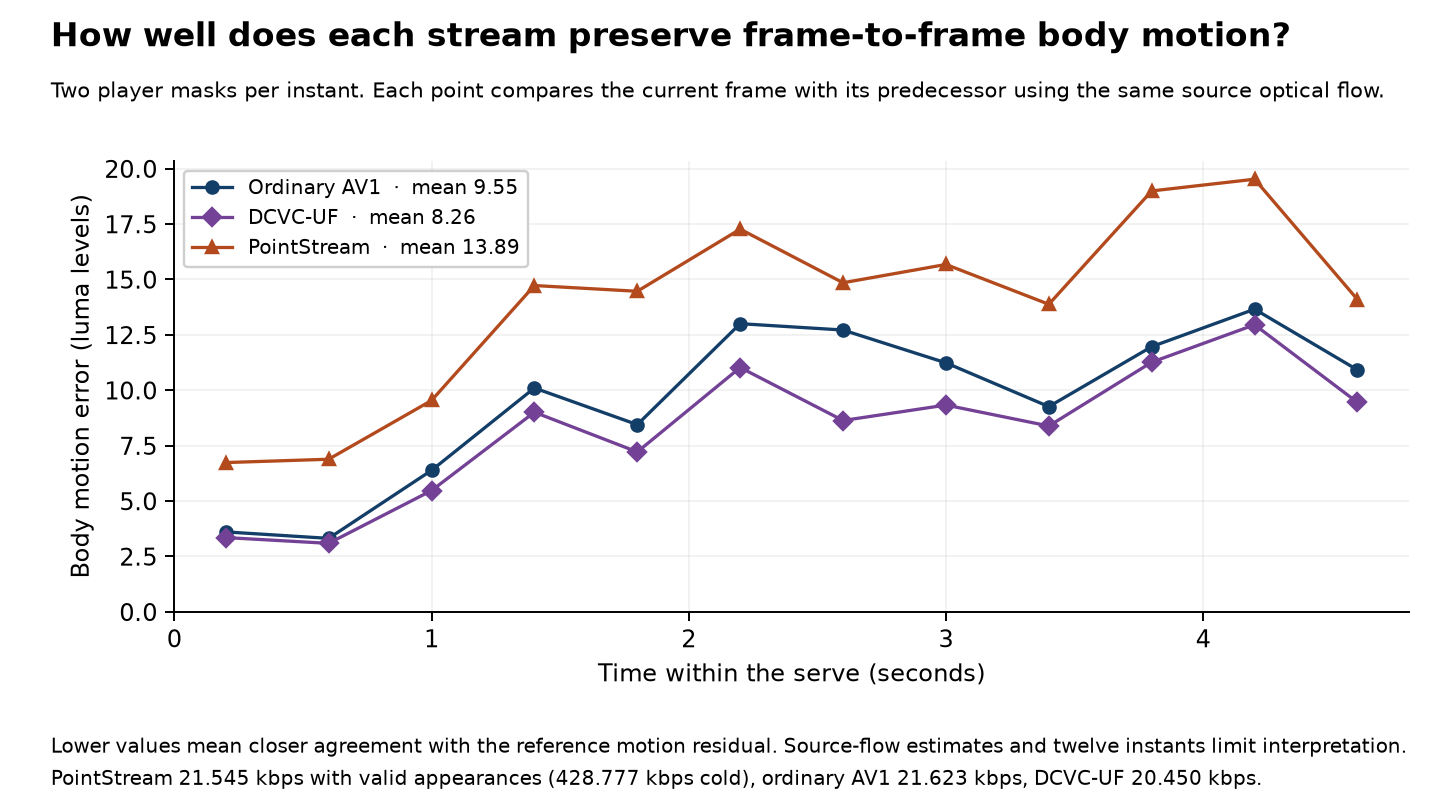 How well does each stream preserve frame-to-frame body motion?
Two player masks per instant. Each point compares the current frame with its predecessor using the same source optical flow.
Ordinary AV1 · mean 9.55
DCVC-UF · mean 8.26
PointStream · mean 13.89
Body motion error (luma levels)
20.0
17.5
15.0
12.5
10.0
7.5
5.0
2.5
0.0
0 1 2 3 4
Time within the serve (seconds)
Lower values mean closer agreement with the reference motion residual. Source-flow estimates and twelve instants limit interpretation.
PointStream 21.545 kbps with valid appearances (428.777 kbps cold), ordinary AV1 21.623 kbps, DCVC-UF 20.450 kbps.